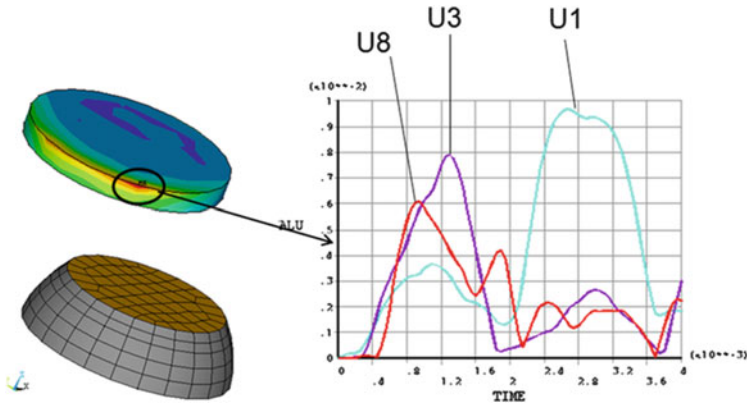 U8
U3
U1
(x10**-2)
1
.9
.8
.7
.6
.5
.4
.3
.2
.1
0
0
.4
.8
1.2
1.6
2
2.4
2.8
3.2
3.6
4
(x10**-3)
TIME
VALU
X